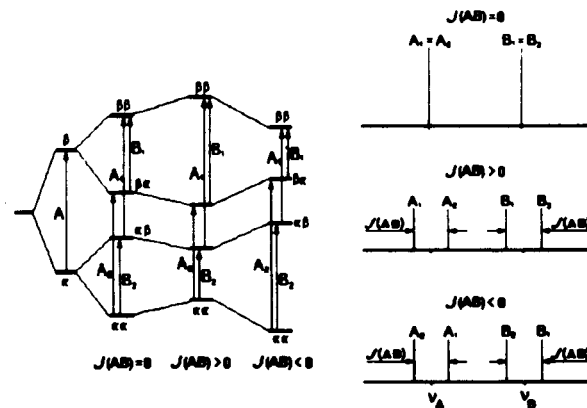 J(AB)=0
A₁ = A₂ B₁ = B₂
ββ
ββ
ββ
β
A₁ B₁
A₁ B₁
A₁ B₁
βα
βα
A
αβ
αβ
α
A₂ B₂
A₂ B₂
A₂ B₂
αα
αα
αα
J(AB)=0 J(AB)>0 J(AB)<0
J(AB)>0
A₁ A₂ B₁ B₂
J(AB) J(AB)
J(AB)<0
A₂ A₁ B₂ B₁
J(AB) J(AB)
ν_A ν_B